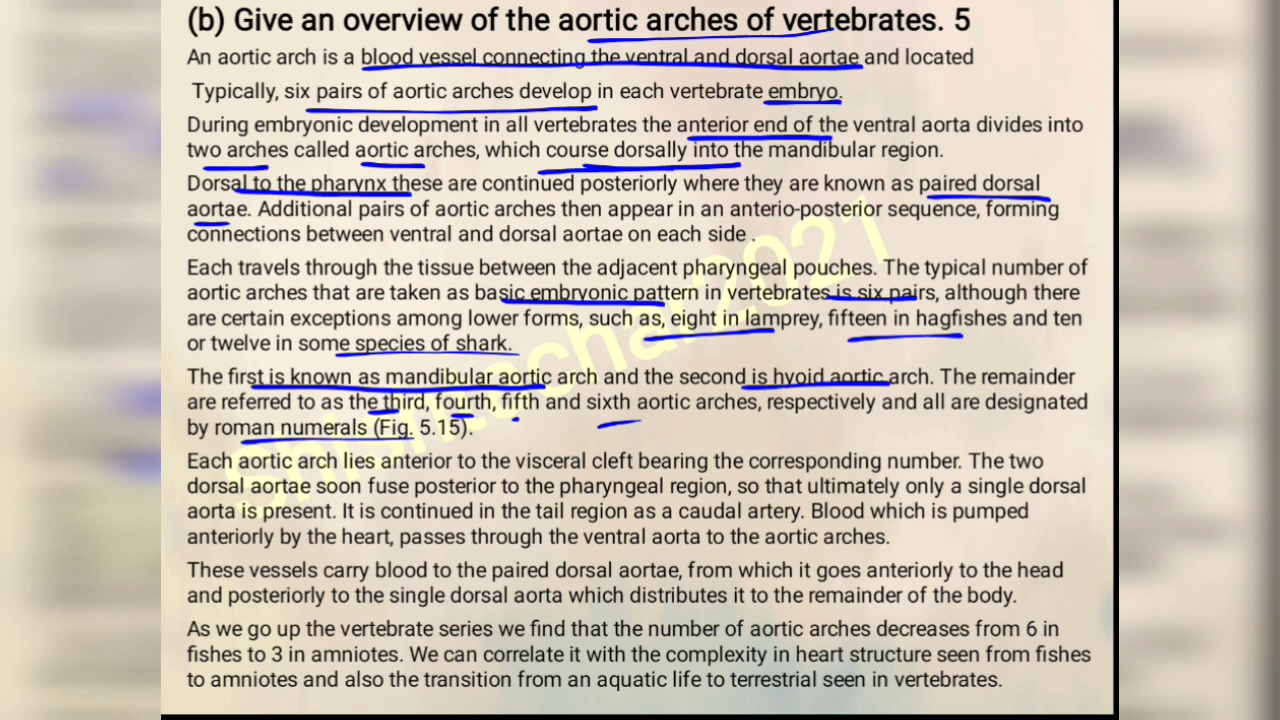 (b) Give an overview of the aortic arches of vertebrates. 5
An aortic arch is a blood vessel connecting the ventral and dorsal aortae and located
Typically, six pairs of aortic arches develop in each vertebrate embryo.
During embryonic development in all vertebrates the anterior end of the ventral aorta divides into
two arches called aortic arches, which course dorsally into the mandibular region.
Dorsal to the pharynx these are continued posteriorly where they are known as paired dorsal
aortae. Additional pairs of aortic arches then appear in an anterio-posterior sequence, forming
connections between ventral and dorsal aortae on each side .
Each travels through the tissue between the adjacent pharyngeal pouches. The typical number of
aortic arches that are taken as basic embryonic pattern in vertebrates is six pairs, although there
are certain exceptions among lower forms, such as, eight in lamprey, fifteen in hagfishes and ten
or twelve in some species of shark.
The first is known as mandibular aortic arch and the second is hyoid aortic arch. The remainder
are referred to as the third, fourth, fifth and sixth aortic arches, respectively and all are designated
by roman numerals (Fig. 5.15).
Each aortic arch lies anterior to the visceral cleft bearing the corresponding number. The two
dorsal aortae soon fuse posterior to the pharyngeal region, so that ultimately only a single dorsal
aorta is present. It is continued in the tail region as a caudal artery. Blood which is pumped
anteriorly by the heart, passes through the ventral aorta to the aortic arches.
These vessels carry blood to the paired dorsal aortae, from which it goes anteriorly to the head
and posteriorly to the single dorsal aorta which distributes it to the remainder of the body.
As we go up the vertebrate series we find that the number of aortic arches decreases from 6 in
fishes to 3 in amniotes. We can correlate it with the complexity in heart structure seen from fishes
to amniotes and also the transition from an aquatic life to terrestrial seen in vertebrates.